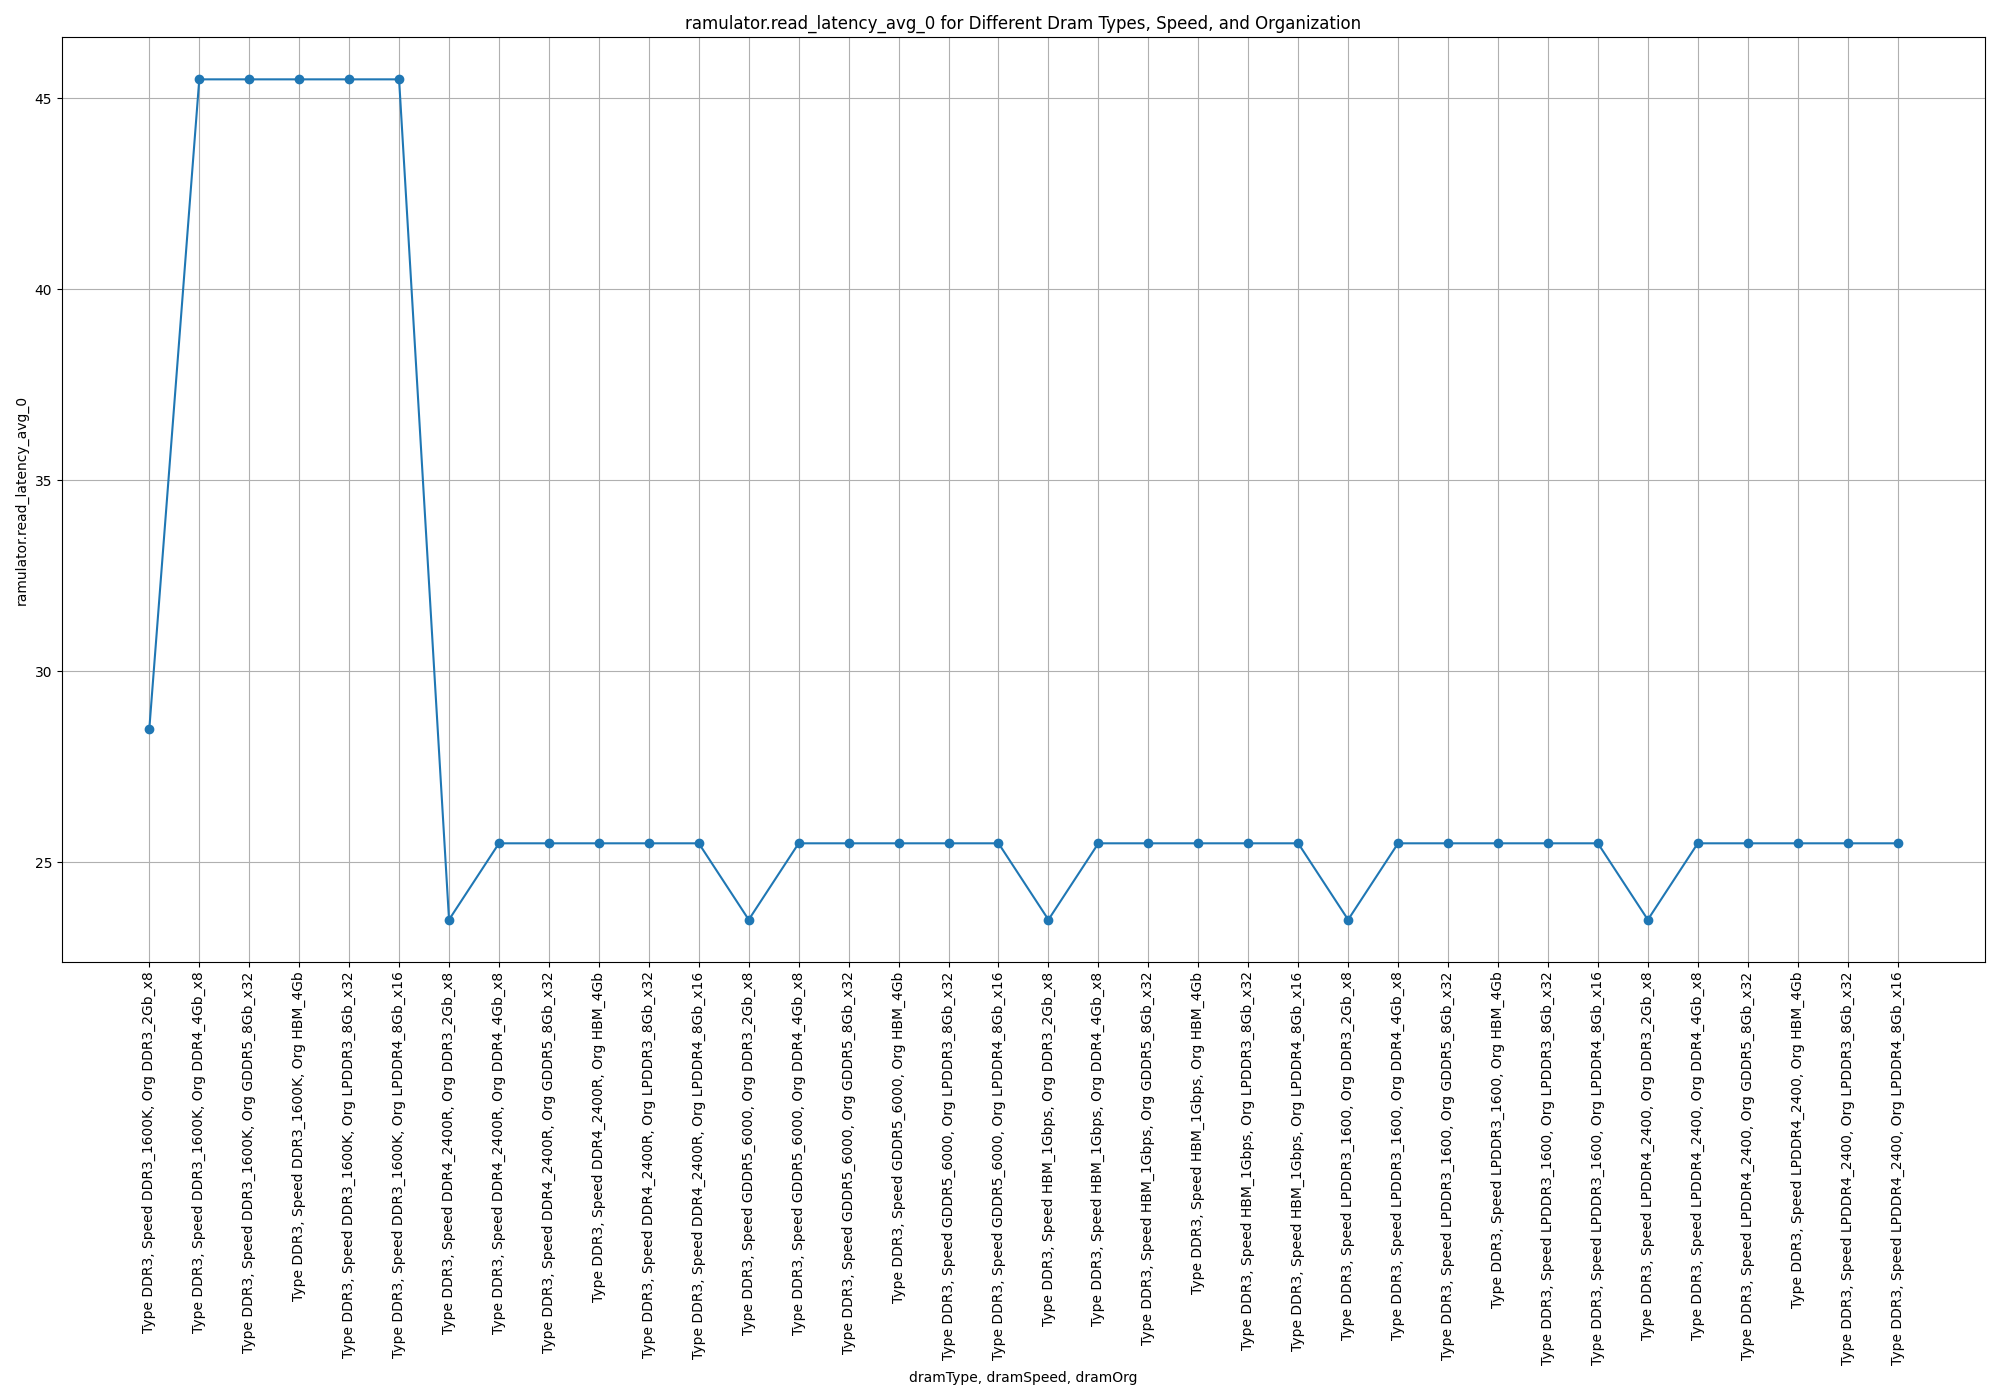 ramulator.read_latency_avg_0 for Different Dram Types, Speed, and Organization
ramulator.read_latency_avg_0
45
40
35
30
25
Type DDR3, Speed DDR3_1600K, Org DDR3_2Gb_x8
Type DDR3, Speed DDR3_1600K, Org DDR4_4Gb_x8
Type DDR3, Speed DDR3_1600K, Org GDDR5_8Gb_x32
Type DDR3, Speed DDR3_1600K, Org HBM_4Gb
Type DDR3, Speed DDR3_1600K, Org LPDDR3_8Gb_x32
Type DDR3, Speed DDR3_1600K, Org LPDDR4_8Gb_x16
Type DDR3, Speed DDR4_2400R, Org DDR3_2Gb_x8
Type DDR3, Speed DDR4_2400R, Org DDR4_4Gb_x8
Type DDR3, Speed DDR4_2400R, Org GDDR5_8Gb_x32
Type DDR3, Speed DDR4_2400R, Org HBM_4Gb
Type DDR3, Speed DDR4_2400R, Org LPDDR3_8Gb_x32
Type DDR3, Speed DDR4_2400R, Org LPDDR4_8Gb_x16
Type DDR3, Speed GDDR5_6000, Org DDR3_2Gb_x8
Type DDR3, Speed GDDR5_6000, Org DDR4_4Gb_x8
Type DDR3, Speed GDDR5_6000, Org GDDR5_8Gb_x32
Type DDR3, Speed GDDR5_6000, Org HBM_4Gb
Type DDR3, Speed GDDR5_6000, Org LPDDR3_8Gb_x32
Type DDR3, Speed GDDR5_6000, Org LPDDR4_8Gb_x16
Type DDR3, Speed HBM_1Gbps, Org DDR3_2Gb_x8
Type DDR3, Speed HBM_1Gbps, Org DDR4_4Gb_x8
Type DDR3, Speed HBM_1Gbps, Org GDDR5_8Gb_x32
Type DDR3, Speed HBM_1Gbps, Org HBM_4Gb
Type DDR3, Speed HBM_1Gbps, Org LPDDR3_8Gb_x32
Type DDR3, Speed HBM_1Gbps, Org LPDDR4_8Gb_x16
Type DDR3, Speed LPDDR3_1600, Org DDR3_2Gb_x8
Type DDR3, Speed LPDDR3_1600, Org DDR4_4Gb_x8
Type DDR3, Speed LPDDR3_1600, Org GDDR5_8Gb_x32
Type DDR3, Speed LPDDR3_1600, Org HBM_4Gb
Type DDR3, Speed LPDDR3_1600, Org LPDDR3_8Gb_x32
Type DDR3, Speed LPDDR3_1600, Org LPDDR4_8Gb_x16
Type DDR3, Speed LPDDR4_2400, Org DDR3_2Gb_x8
Type DDR3, Speed LPDDR4_2400, Org DDR4_4Gb_x8
Type DDR3, Speed LPDDR4_2400, Org GDDR5_8Gb_x32
Type DDR3, Speed LPDDR4_2400, Org HBM_4Gb
Type DDR3, Speed LPDDR4_2400, Org LPDDR3_8Gb_x32
Type DDR3, Speed LPDDR4_2400, Org LPDDR4_8Gb_x16
dramType, dramSpeed, dramOrg